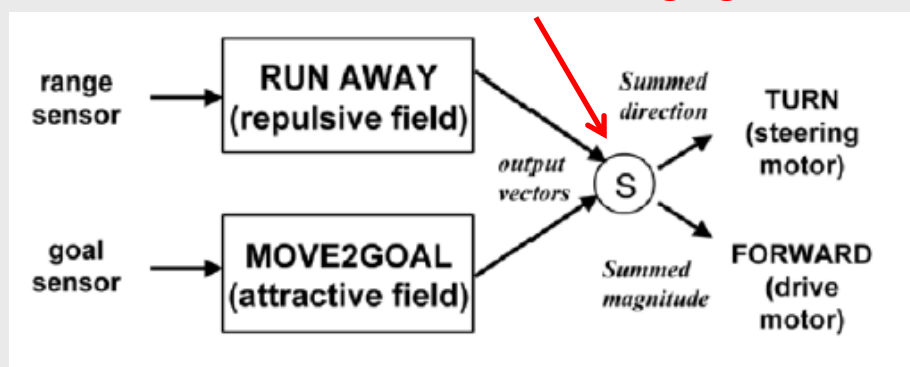 range
sensor
RUN AWAY
(repulsive field)
Summed
direction
TURN
(steering
motor)
output
vectors
S
goal
sensor
MOVE2GOAL
(attractive field)
Summed
magnitude
FORWARD
(drive
motor)